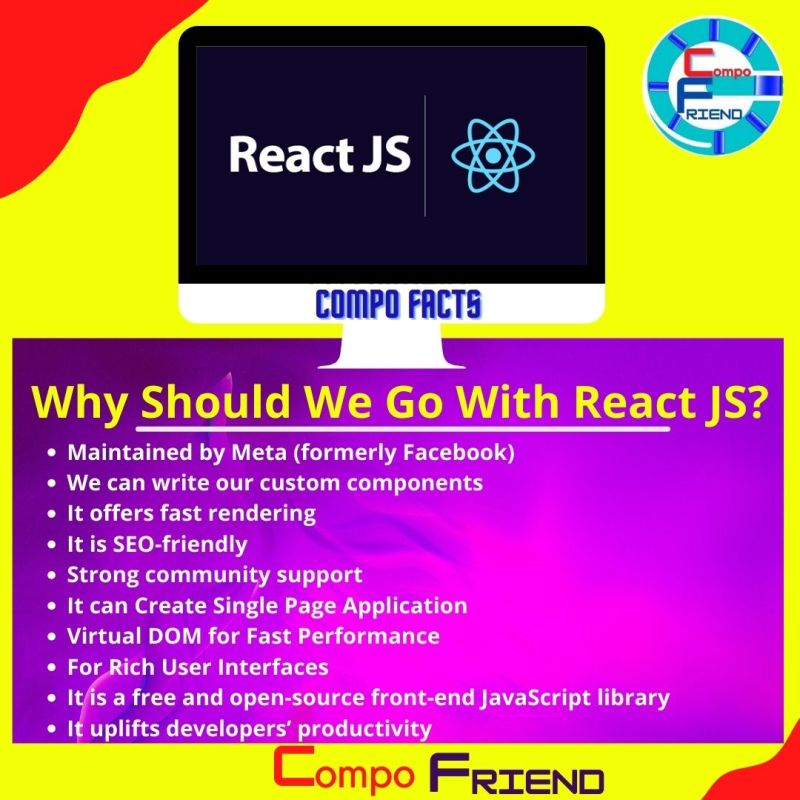 React JS
Compo
FRIEND
COMPO FACTS
Why Should We Go With React JS?
• Maintained by Meta (formerly Facebook)
• We can write our custom components
• It offers fast rendering
• It is SEO-friendly
• Strong community support
• It can Create Single Page Application
• Virtual DOM for Fast Performance
• For Rich User Interfaces
• It is a free and open-source front-end JavaScript library
• It uplifts developers’ productivity
Compo FRIEND